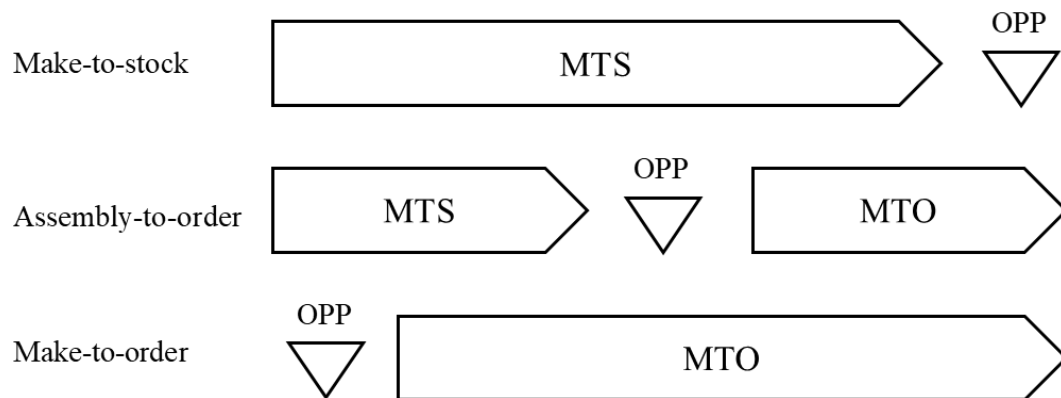 OPP
Make-to-stock
MTS
OPP
Assembly-to-order
MTS
MTO
OPP
Make-to-order
MTO